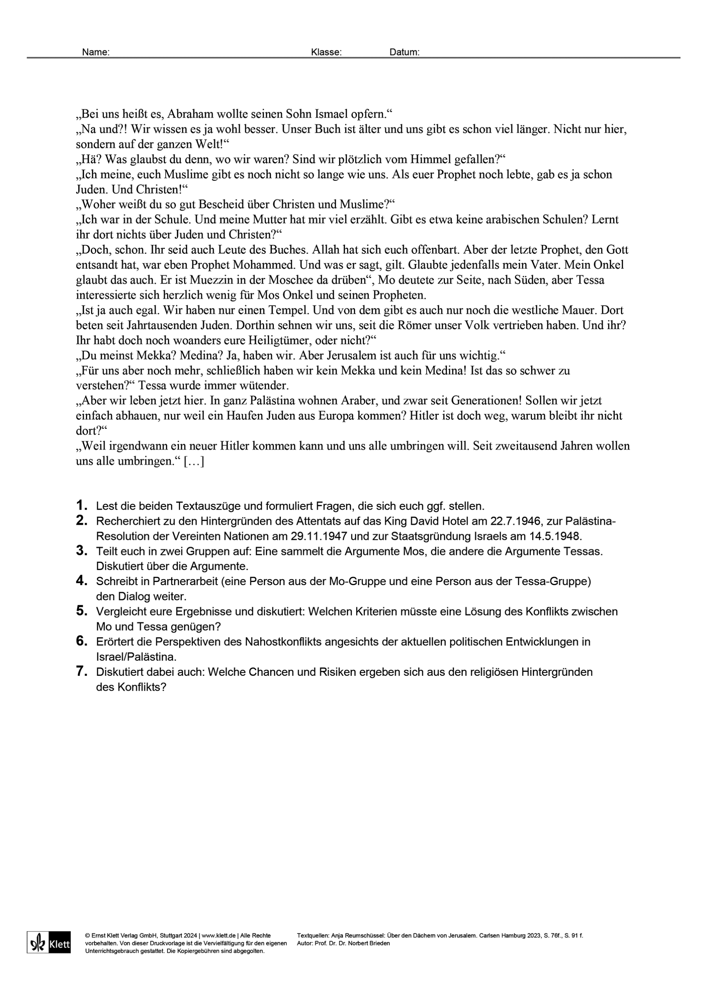 Name: Klasse: Datum:
„Bei uns heißt es, Abraham wollte seinen Sohn Ismael opfern.“
„Na und?! Wir wissen es ja wohl besser. Unser Buch ist älter und uns gibt es schon viel länger. Nicht nur hier,
sondern auf der ganzen Welt!“
„Hä? Was glaubst du denn, wo wir waren? Sind wir plötzlich vom Himmel gefallen?“
„Ich meine, euch Muslime gibt es noch nicht so lange wie uns. Als euer Prophet noch lebte, gab es ja schon
Juden. Und Christen!“
„Woher weißt du so gut Bescheid über Christen und Muslime?“
„Ich war in der Schule. Und meine Mutter hat mir viel erzählt. Gibt es etwa keine arabischen Schulen? Lernt
ihr dort nichts über Juden und Christen?“
„Doch, schon. Ihr seid auch Leute des Buches. Allah hat sich euch offenbart. Aber der letzte Prophet, den Gott
entsandt hat, war eben Prophet Mohammed. Und was er sagt, gilt. Glaubte jedenfalls mein Vater. Mein Onkel
glaubt das auch. Er ist Muezzin in der Moschee da drüben“, Mo deutete zur Seite, nach Süden, aber Tessa
interessierte sich herzlich wenig für Mos Onkel und seinen Propheten.
„Ist ja auch egal. Wir haben nur einen Tempel. Und von dem gibt es auch nur noch die westliche Mauer. Dort
beten seit Jahrtausenden Juden. Dorthin sehnen wir uns, seit die Römer unser Volk vertrieben haben. Und ihr?
Ihr habt doch noch woanders eure Heiligtümer, oder nicht?“
„Du meinst Mekka? Medina? Ja, haben wir. Aber Jerusalem ist auch für uns wichtig.“
„Für uns aber noch mehr, schließlich haben wir kein Mekka und kein Medina! Ist das so schwer zu
verstehen?“ Tessa wurde immer wütender.
„Aber wir leben jetzt hier. In ganz Palästina wohnen Araber, und zwar seit Generationen! Sollen wir jetzt
einfach abhauen, nur weil ein Haufen Juden aus Europa kommen? Hitler ist doch weg, warum bleibt ihr nicht
dort?“
„Weil irgendwann ein neuer Hitler kommen kann und uns alle umbringen will. Seit zweitausend Jahren wollen
uns alle umbringen.“ […]
1. Lest die beiden Textauszüge und formuliert Fragen, die sich euch ggf. stellen.
2. Recherchiert zu den Hintergründen des Attentats auf das King David Hotel am 22.7.1946, zur Palästina-
Resolution der Vereinten Nationen am 29.11.1947 und zur Staatsgründung Israels am 14.5.1948.
3. Teilt euch in zwei Gruppen auf: Eine sammelt die Argumente Mos, die andere die Argumente Tessas.
Diskutiert über die Argumente.
4. Schreibt in Partnerarbeit (eine Person aus der Mo-Gruppe und eine Person aus der Tessa-Gruppe)
den Dialog weiter.
5. Vergleicht eure Ergebnisse und diskutiert: Welchen Kriterien müsste eine Lösung des Konflikts zwischen
Mo und Tessa genügen?
6. Erörtert die Perspektiven des Nahostkonflikts angesichts der aktuellen politischen Entwicklungen in
Israel/Palästina.
7. Diskutiert dabei auch: Welche Chancen und Risiken ergeben sich aus den religiösen Hintergründen
des Konflikts?
Klett
© Ernst Klett Verlag GmbH, Stuttgart 2024 | www.klett.de | Alle Rechte
vorbehalten. Von dieser Druckvorlage ist die Vervielfältigung für den eigenen
Unterrichtsgebrauch gestattet. Die Kopiergebühren sind abgegolten.
Textquellen: Anja Reumschüssel: Über den Dächern von Jerusalem. Carlsen Hamburg 2023, S. 76f., S. 91 f.
Autor: Prof. Dr. Dr. Norbert Brieden